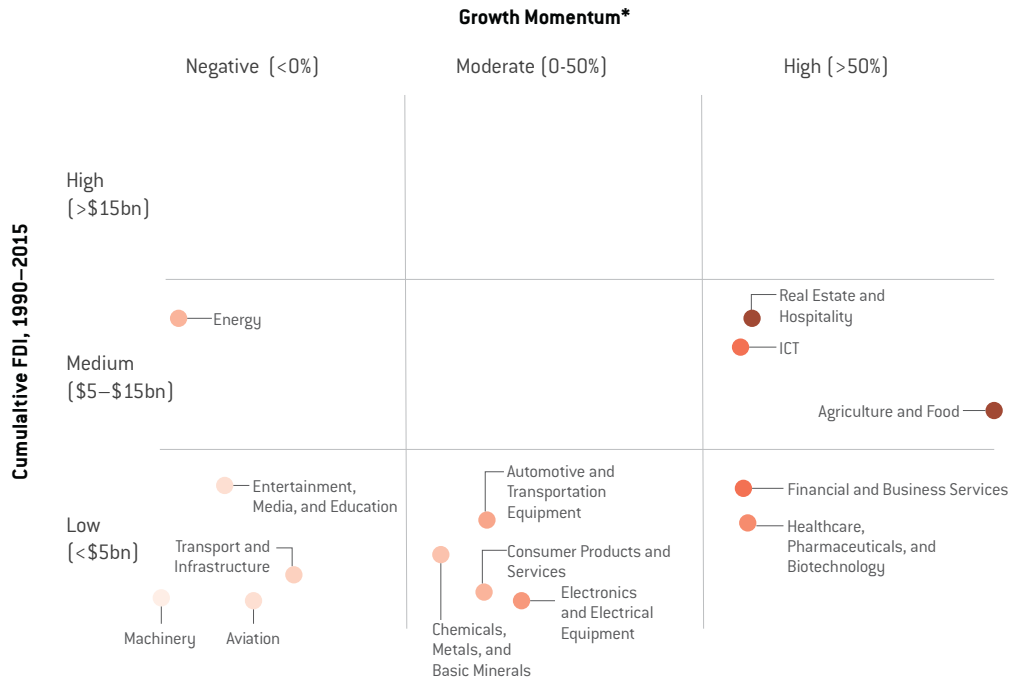 Growth Momentum*
Negative (<0%)
Moderate (0-50%)
High (>50%)
Cumulaltive FDI, 1990–2015
High
(>$15bn)
Real Estate and
Hospitality
Energy
ICT
Medium
($5–$15bn)
Agriculture and Food
Automotive and
Transportation
Equipment
Entertainment,
Media, and Education
Financial and Business Services
Low
(<$5bn)
Healthcare,
Pharmaceuticals, and
Biotechnology
Transport and
Infrastructure
Consumer Products and
Services
Electronics
and Electrical
Equipment
Machinery
Aviation
Chemicals,
Metals, and
Basic Minerals